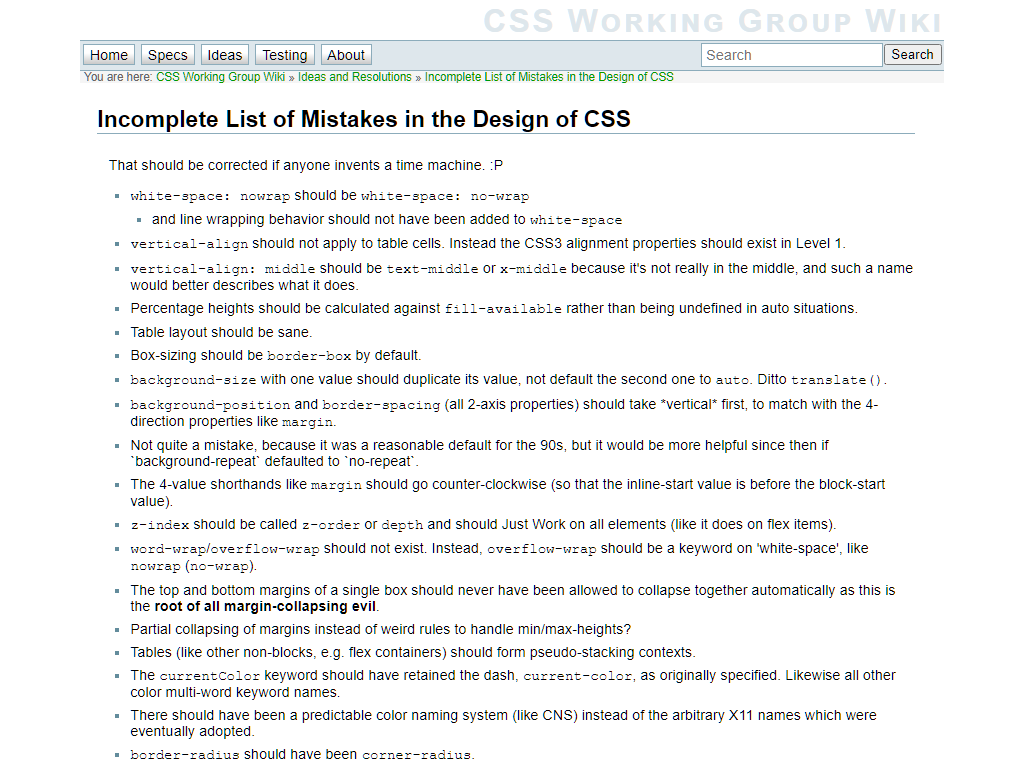 CSS Working Group Wiki
Home Specs Ideas Testing About Search Search
You are here: CSS Working Group Wiki » Ideas and Resolutions » Incomplete List of Mistakes in the Design of CSS
Incomplete List of Mistakes in the Design of CSS
That should be corrected if anyone invents a time machine. :P
white-space: nowrap should be white-space: no-wrap
and line wrapping behavior should not have been added to white-space
vertical-align should not apply to table cells. Instead the CSS3 alignment properties should exist in Level 1.
vertical-align: middle should be text-middle or x-middle because it's not really in the middle, and such a name
would better describes what it does.
Percentage heights should be calculated against fill-available rather than being undefined in auto situations.
Table layout should be sane.
Box-sizing should be border-box by default.
background-size with one value should duplicate its value, not default the second one to auto. Ditto translate().
background-position and border-spacing (all 2-axis properties) should take *vertical* first, to match with the 4-
direction properties like margin.
Not quite a mistake, because it was a reasonable default for the 90s, but it would be more helpful since then if
`background-repeat` defaulted to `no-repeat`.
The 4-value shorthands like margin should go counter-clockwise (so that the inline-start value is before the block-start
value).
z-index should be called z-order or depth and should Just Work on all elements (like it does on flex items).
word-wrap/overflow-wrap should not exist. Instead, overflow-wrap should be a keyword on 'white-space', like
nowrap (no-wrap).
The top and bottom margins of a single box should never have been allowed to collapse together automatically as this is
the root of all margin-collapsing evil.
Partial collapsing of margins instead of weird rules to handle min/max-heights?
Tables (like other non-blocks, e.g. flex containers) should form pseudo-stacking contexts.
The currentColor keyword should have retained the dash, current-color, as originally specified. Likewise all other
color multi-word keyword names.
There should have been a predictable color naming system (like CNS) instead of the arbitrary X11 names which were
eventually adopted.
border-radius should have been corner-radius.